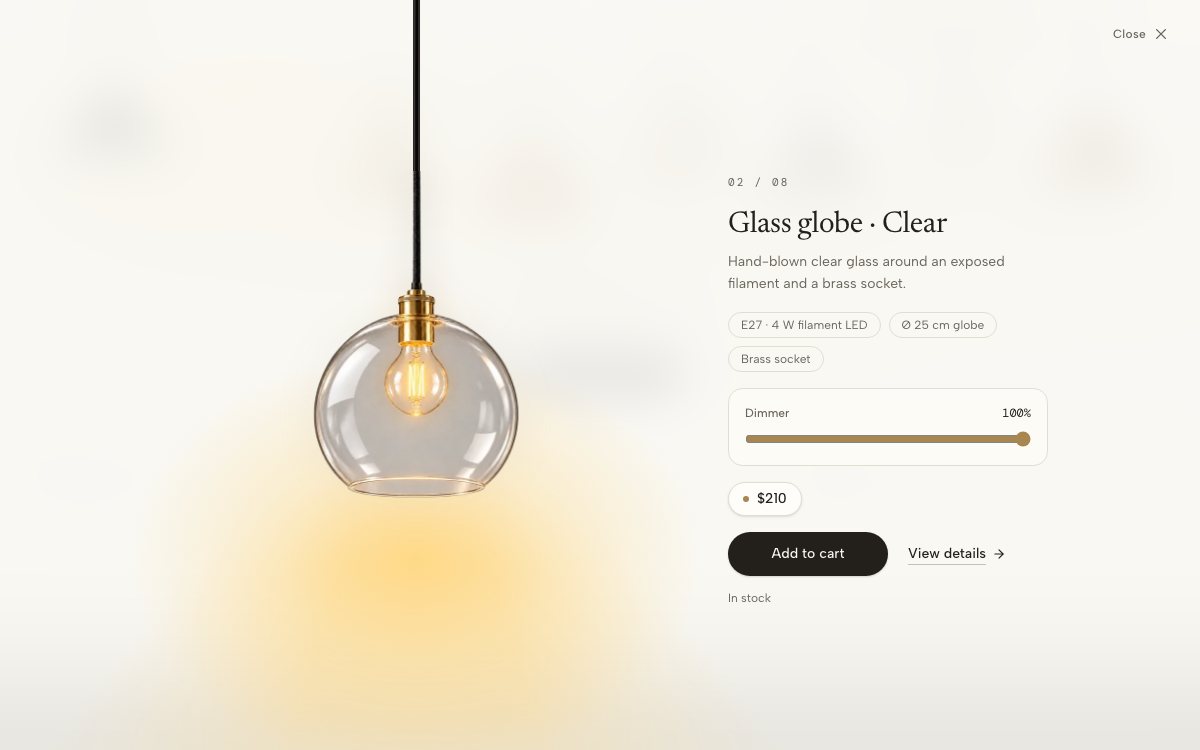 Close
02 / 08
Glass globe · Clear
Hand-blown clear glass around an exposed
filament and a brass socket.
E27 · 4 W filament LED
Ø 25 cm globe
Brass socket
Dimmer 100%
$210
Add to cart
View details →
In stock